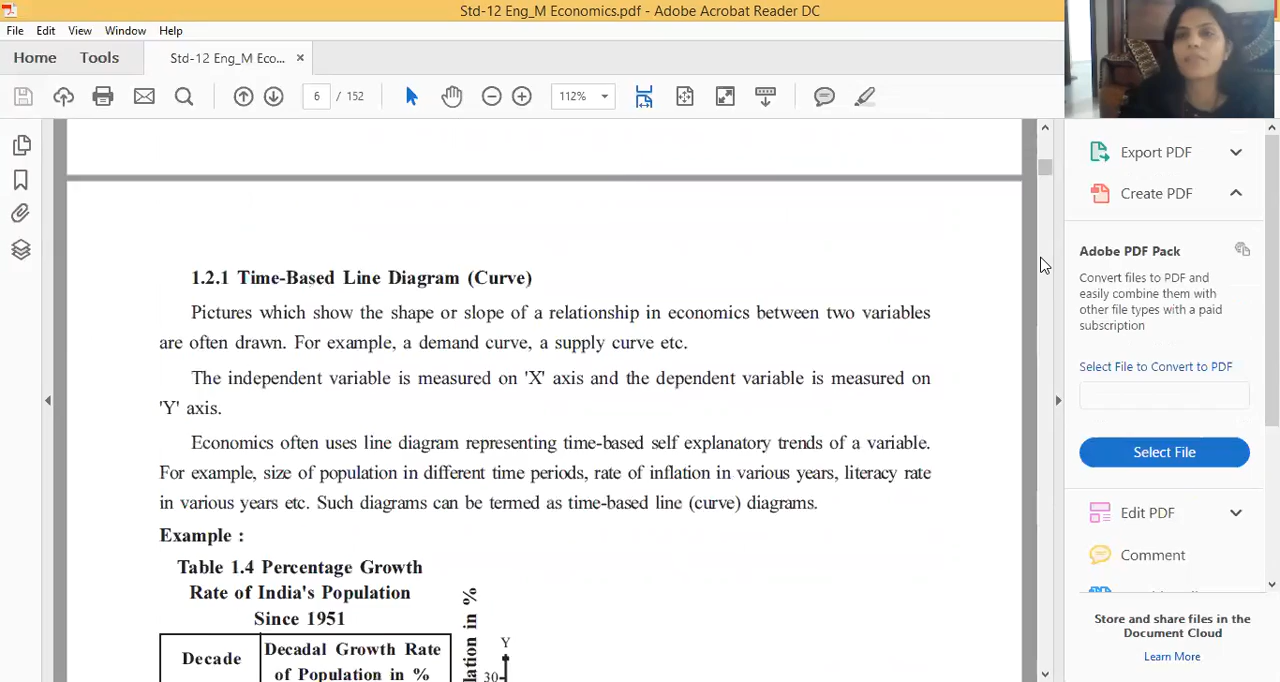 Std-12 Eng_M Economics.pdf - Adobe Acrobat Reader DC
File Edit View Window Help
Home Tools Std-12 Eng_M Eco... ×
6 / 152 112%
1.2.1 Time-Based Line Diagram (Curve)
Pictures which show the shape or slope of a relationship in economics between two variables
are often drawn. For example, a demand curve, a supply curve etc.
The independent variable is measured on 'X' axis and the dependent variable is measured on
'Y' axis.
Economics often uses line diagram representing time-based self explanatory trends of a variable.
For example, size of population in different time periods, rate of inflation in various years, literacy rate
in various years etc. Such diagrams can be termed as time-based line (curve) diagrams.
Example :
Table 1.4 Percentage Growth
Rate of India's Population
Since 1951
Decade
Decadal Growth Rate
of Population in %
lation in %
Y
30
Export PDF
Create PDF
Adobe PDF Pack
Convert files to PDF and
easily combine them with
other file types with a paid
subscription
Select File to Convert to PDF
Select File
Edit PDF
Comment
Store and share files in the
Document Cloud
Learn More